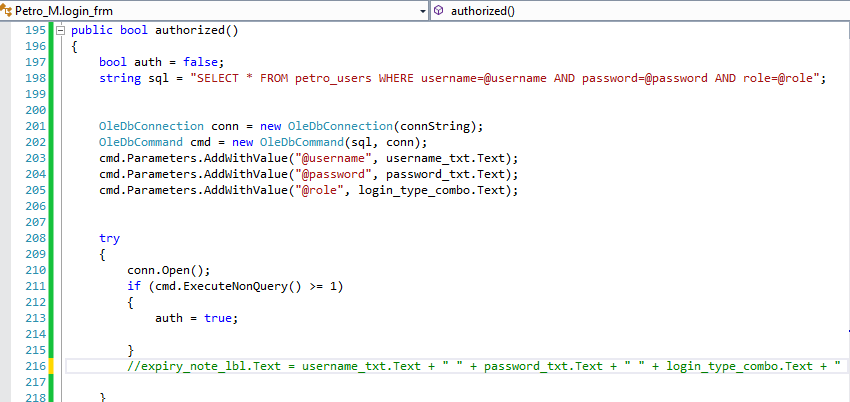 Petro_M.login_frm authorized()
195 public bool authorized()
196 {
197 bool auth = false;
198 string sql = "SELECT * FROM petro_users WHERE username=@username AND password=@password AND role=@role";
199
200
201 OleDbConnection conn = new OleDbConnection(connString);
202 OleDbCommand cmd = new OleDbCommand(sql, conn);
203 cmd.Parameters.AddWithValue("@username", username_txt.Text);
204 cmd.Parameters.AddWithValue("@password", password_txt.Text);
205 cmd.Parameters.AddWithValue("@role", login_type_combo.Text);
206
207
208 try
209 {
210 conn.Open();
211 if (cmd.ExecuteNonQuery() >= 1)
212 {
213 auth = true;
214
215 }
216 //expiry_note_lbl.Text = username_txt.Text + " " + password_txt.Text + " " + login_type_combo.Text + "
217
218 }